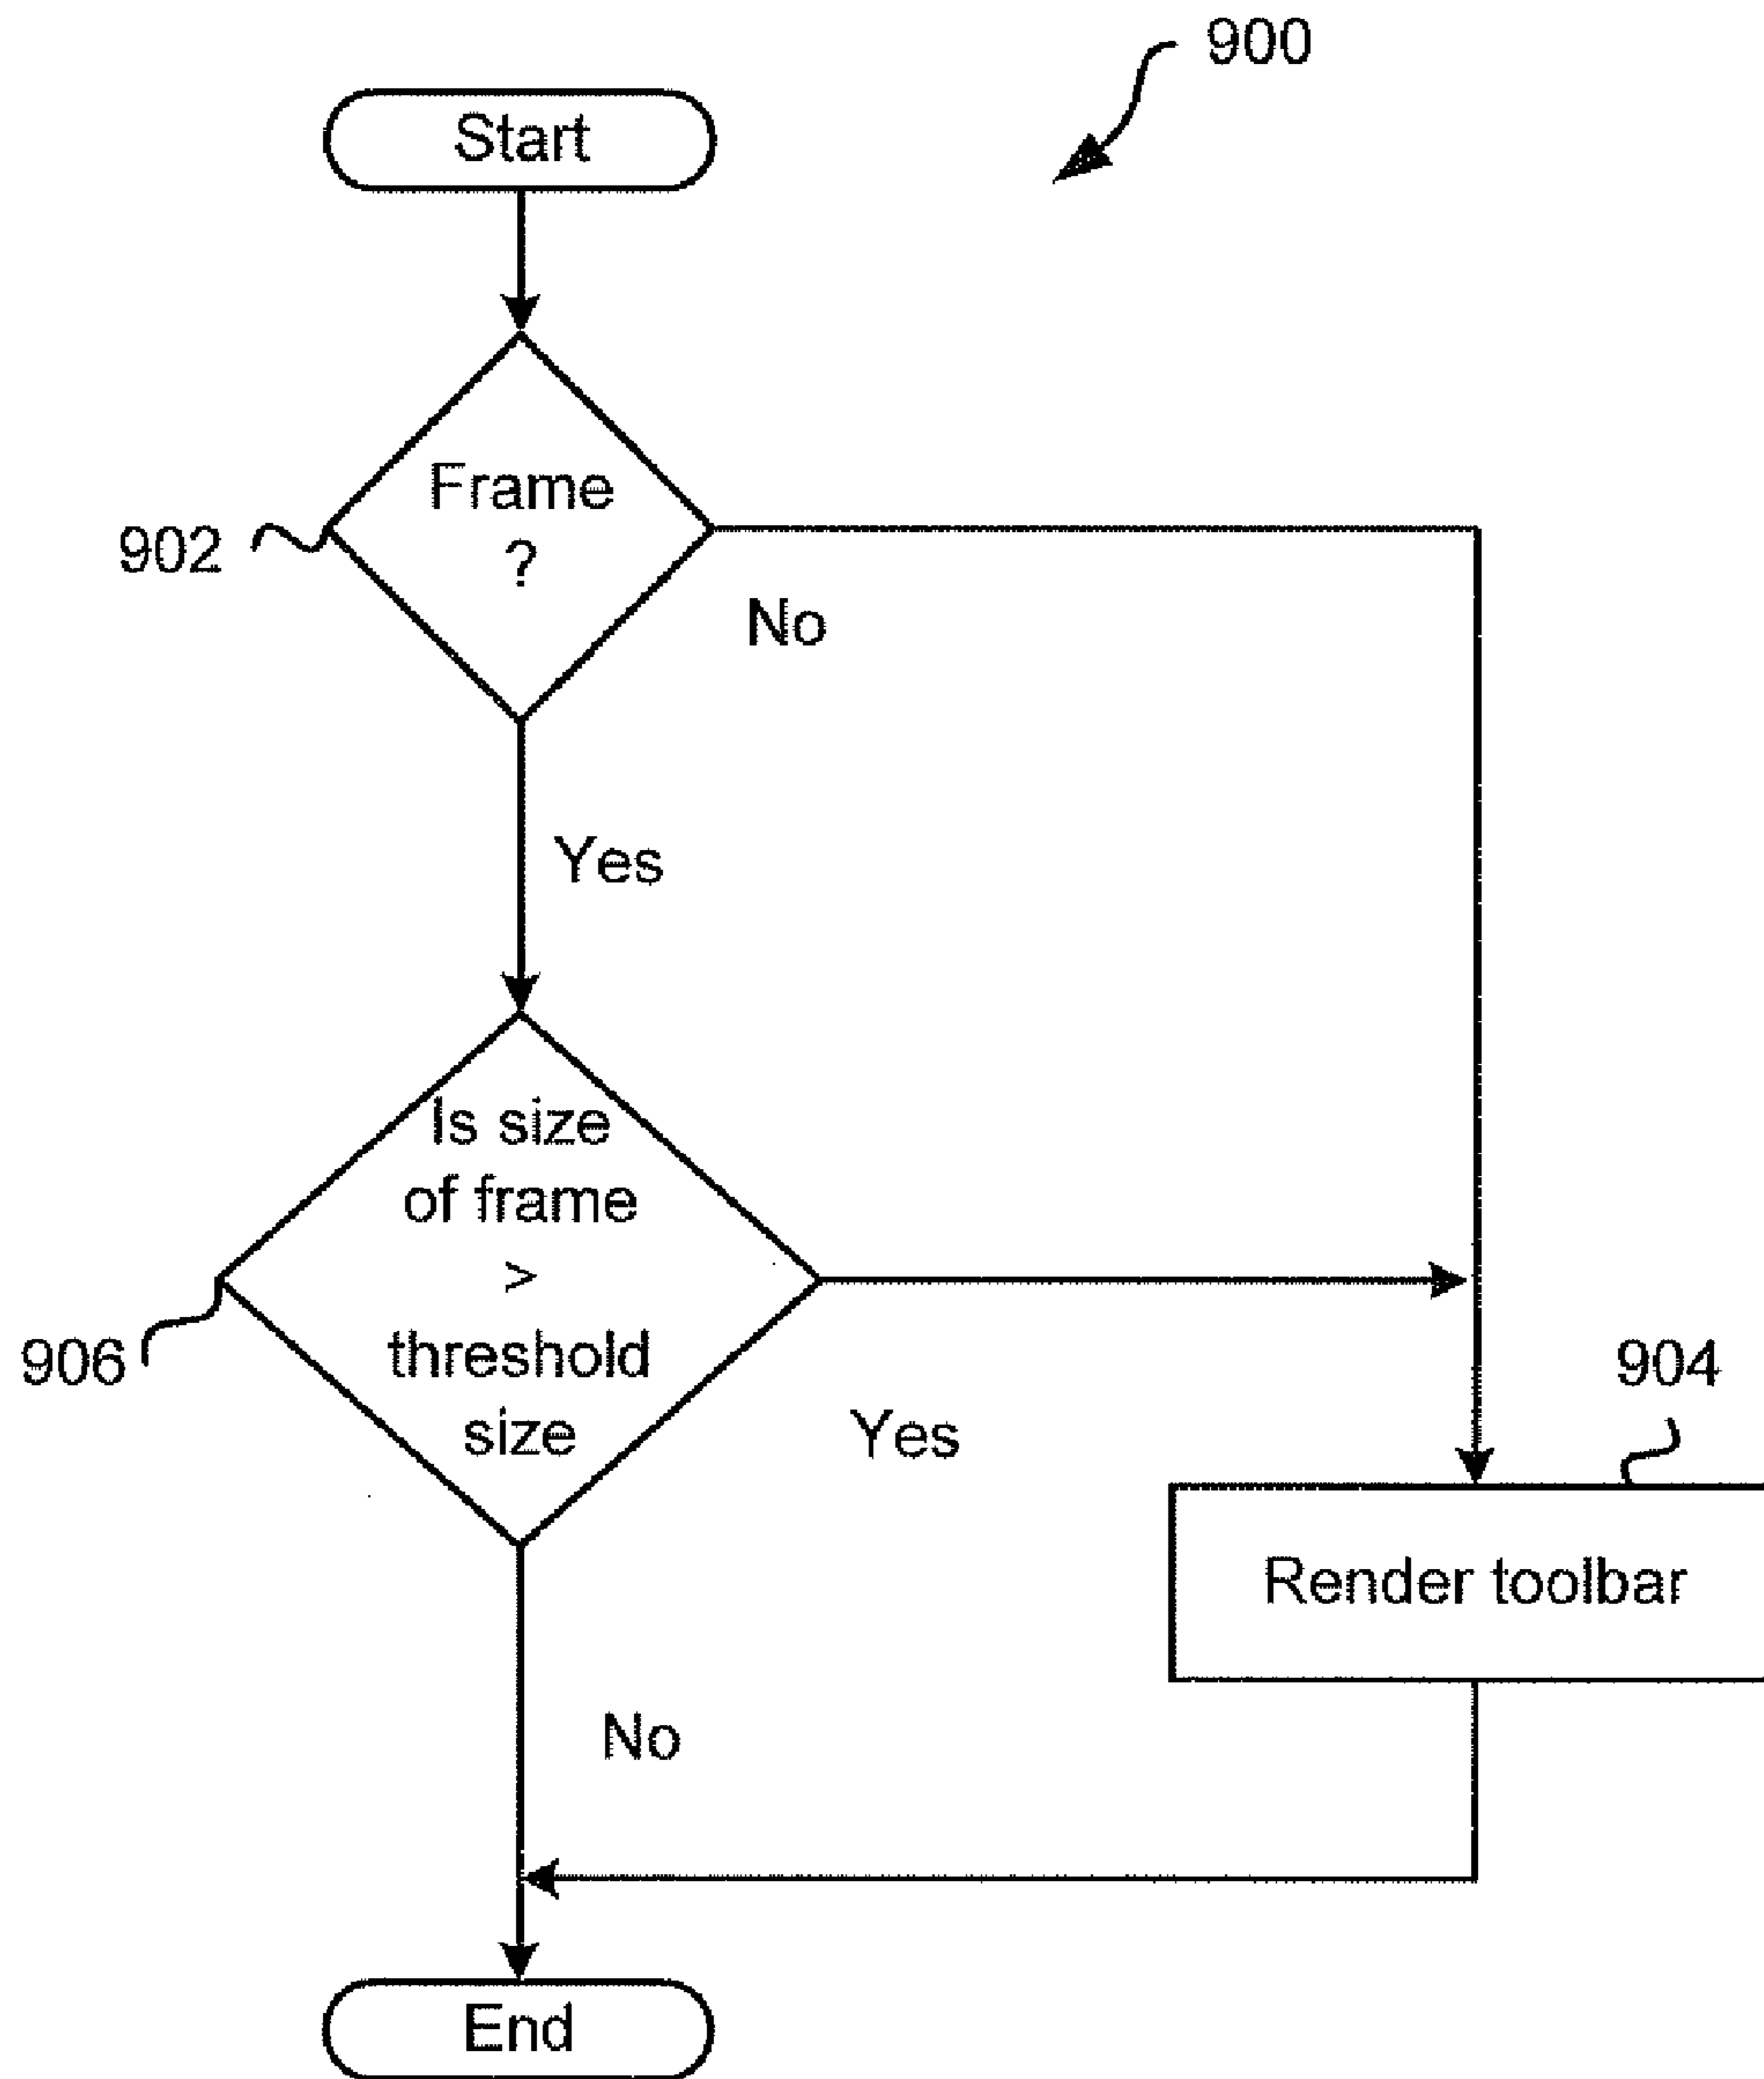 900
Start
Frame
?
902
No
Yes
Is size
of frame
>
threshold
size
906
Yes
904
Render toolbar
No
End